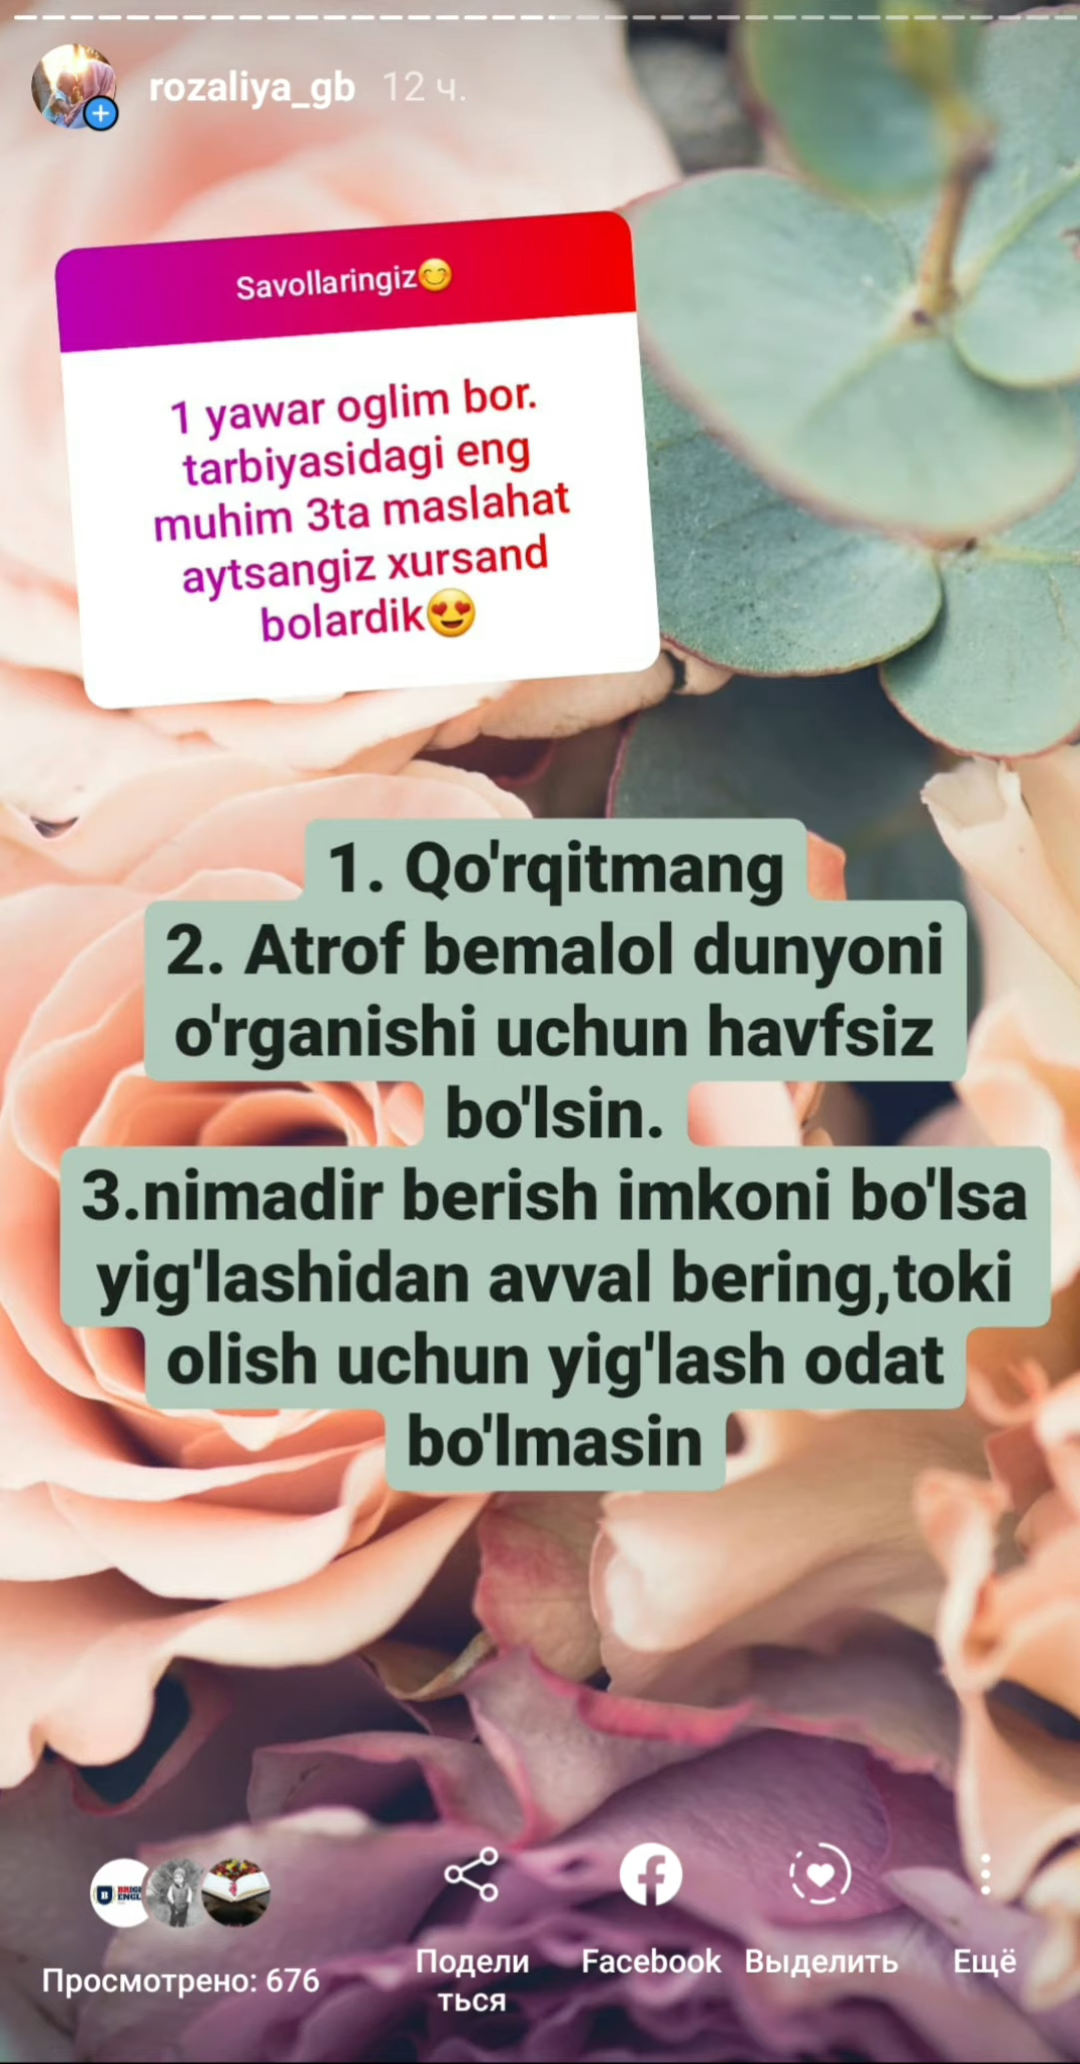 rozaliya_gb 12 ч.
Savollaringiz😊
1 yawar oglim bor.
tarbiyasidagi eng
muhim 3ta maslahat
aytsangiz xursand
bolardik😍
1. Qo'rqitmang
2. Atrof bemalol dunyoni
o'rganishi uchun havfsiz
bo'lsin.
3.nimadir berish imkoni bo'lsa
yig'lashidan avval bering,toki
olish uchun yig'lash odat
bo'lmasin
Просмотрено: 676
Подели
ться
Facebook
Выделить
Ещё